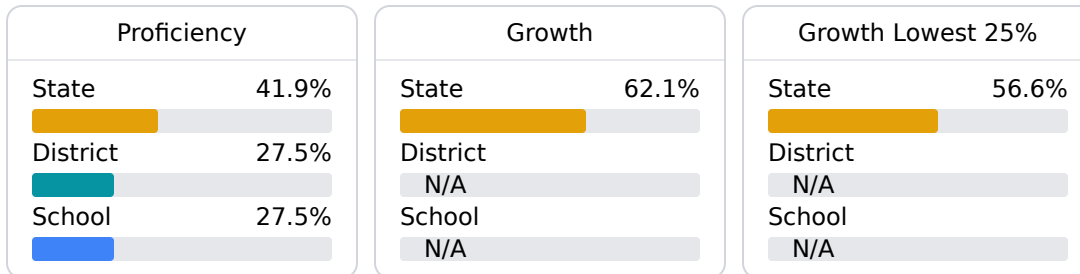 Proficiency
State 41.9%
District 27.5%
School 27.5%
Growth
State 62.1%
District
N/A
School
N/A
Growth Lowest 25%
State 56.6%
District
N/A
School
N/A